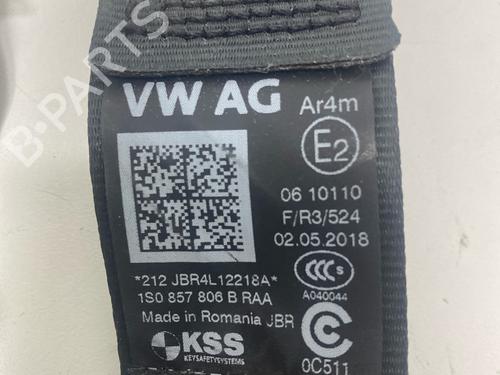 B-PARTS
VW AG
Ar4m
E2
06 10110
F/R3/524
02.05.2018
*212 JBR4L12218A*
1S0 857 806 B RAA
Made in Romania JBR
CCC S
A040044
KSS
KEYSAFETYSYSTEMS
0C511